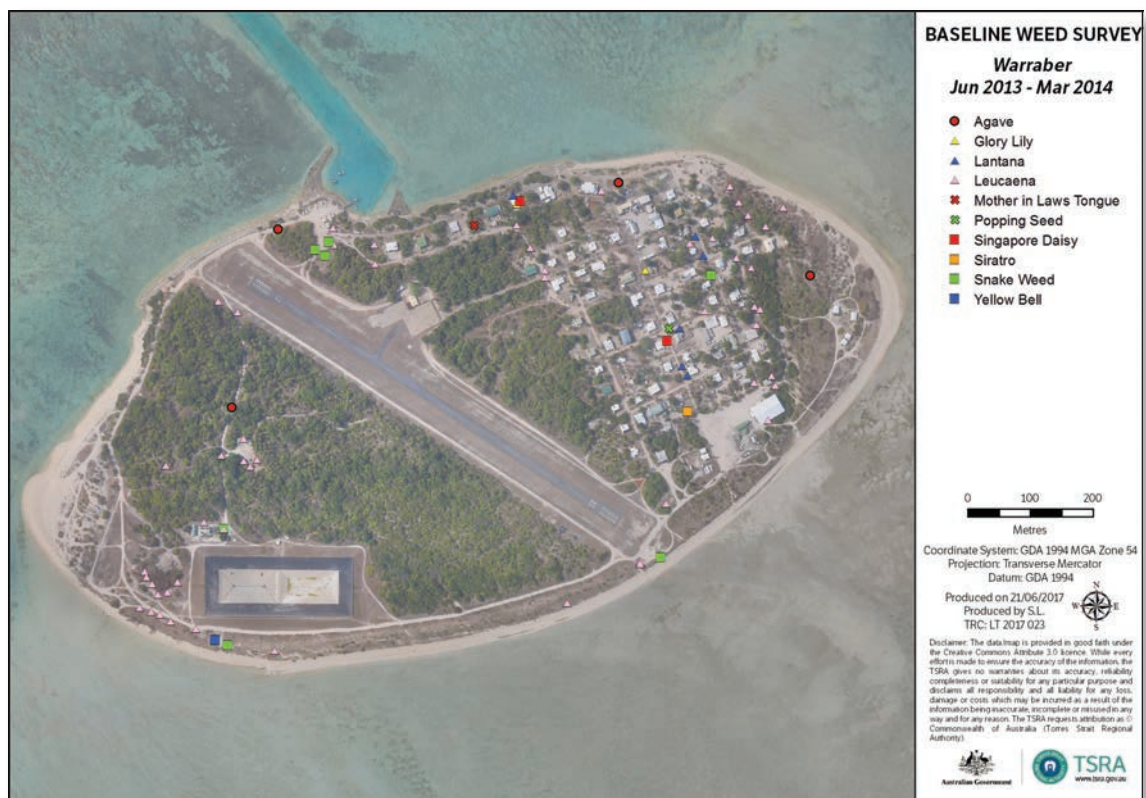 BASELINE WEED SURVEY
Warraber
Jun 2013 - Mar 2014
Agave
Glory Lily
Lantana
Leucaena
Mother in Laws Tongue
Popping Seed
Singapore Daisy
Siratro
Snake Weed
Yellow Bell
0 100 200
Metres
Coordinate System: GDA 1994 MGA Zone 54
Projection: Transverse Mercator
Datum: GDA 1994
Produced on 21/06/2017
Produced by S.L.
TRC: LT 2017 023
N
W E
S
Disclaimer: The data/map is provided in good faith under
the Creative Commons Attribute 3.0 licence. While every
effort is made to ensure the accuracy of the information, the
TSRA gives no warranties about its accuracy, reliability
completeness or suitability for any particular purpose and
disclaims all responsibility and all liability for any loss,
damage or costs which may be incurred as a result of the
information being inaccurate, incomplete or misused in any
way and for any reason. The TSRA requests attribution as ©
Commonwealth of Australia (Torres Strait Regional
Authority).
Australian Government
TSRA
www.tsra.gov.au